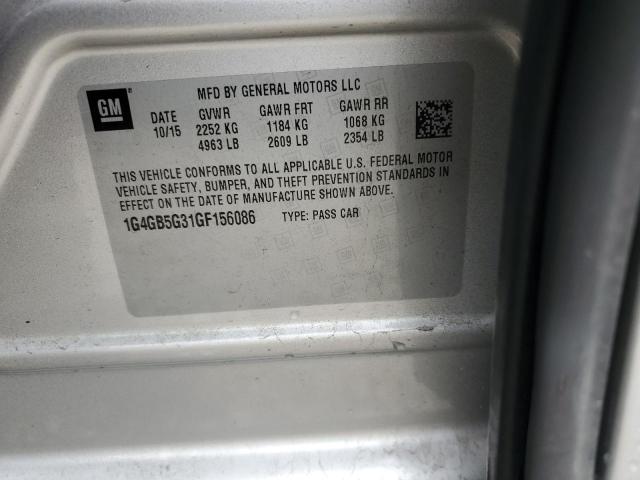 GM
MFD BY GENERAL MOTORS LLC
DATE GVWR GAWR FRT GAWR RR
10/15 2252 KG 1184 KG 1068 KG
4963 LB 2609 LB 2354 LB
THIS VEHICLE CONFORMS TO ALL APPLICABLE U.S. FEDERAL MOTOR
VEHICLE SAFETY, BUMPER, AND THEFT PREVENTION STANDARDS IN
EFFECT ON THE DATE OF MANUFACTURE SHOWN ABOVE.
1G4GB5G31GF156086 TYPE: PASS CAR